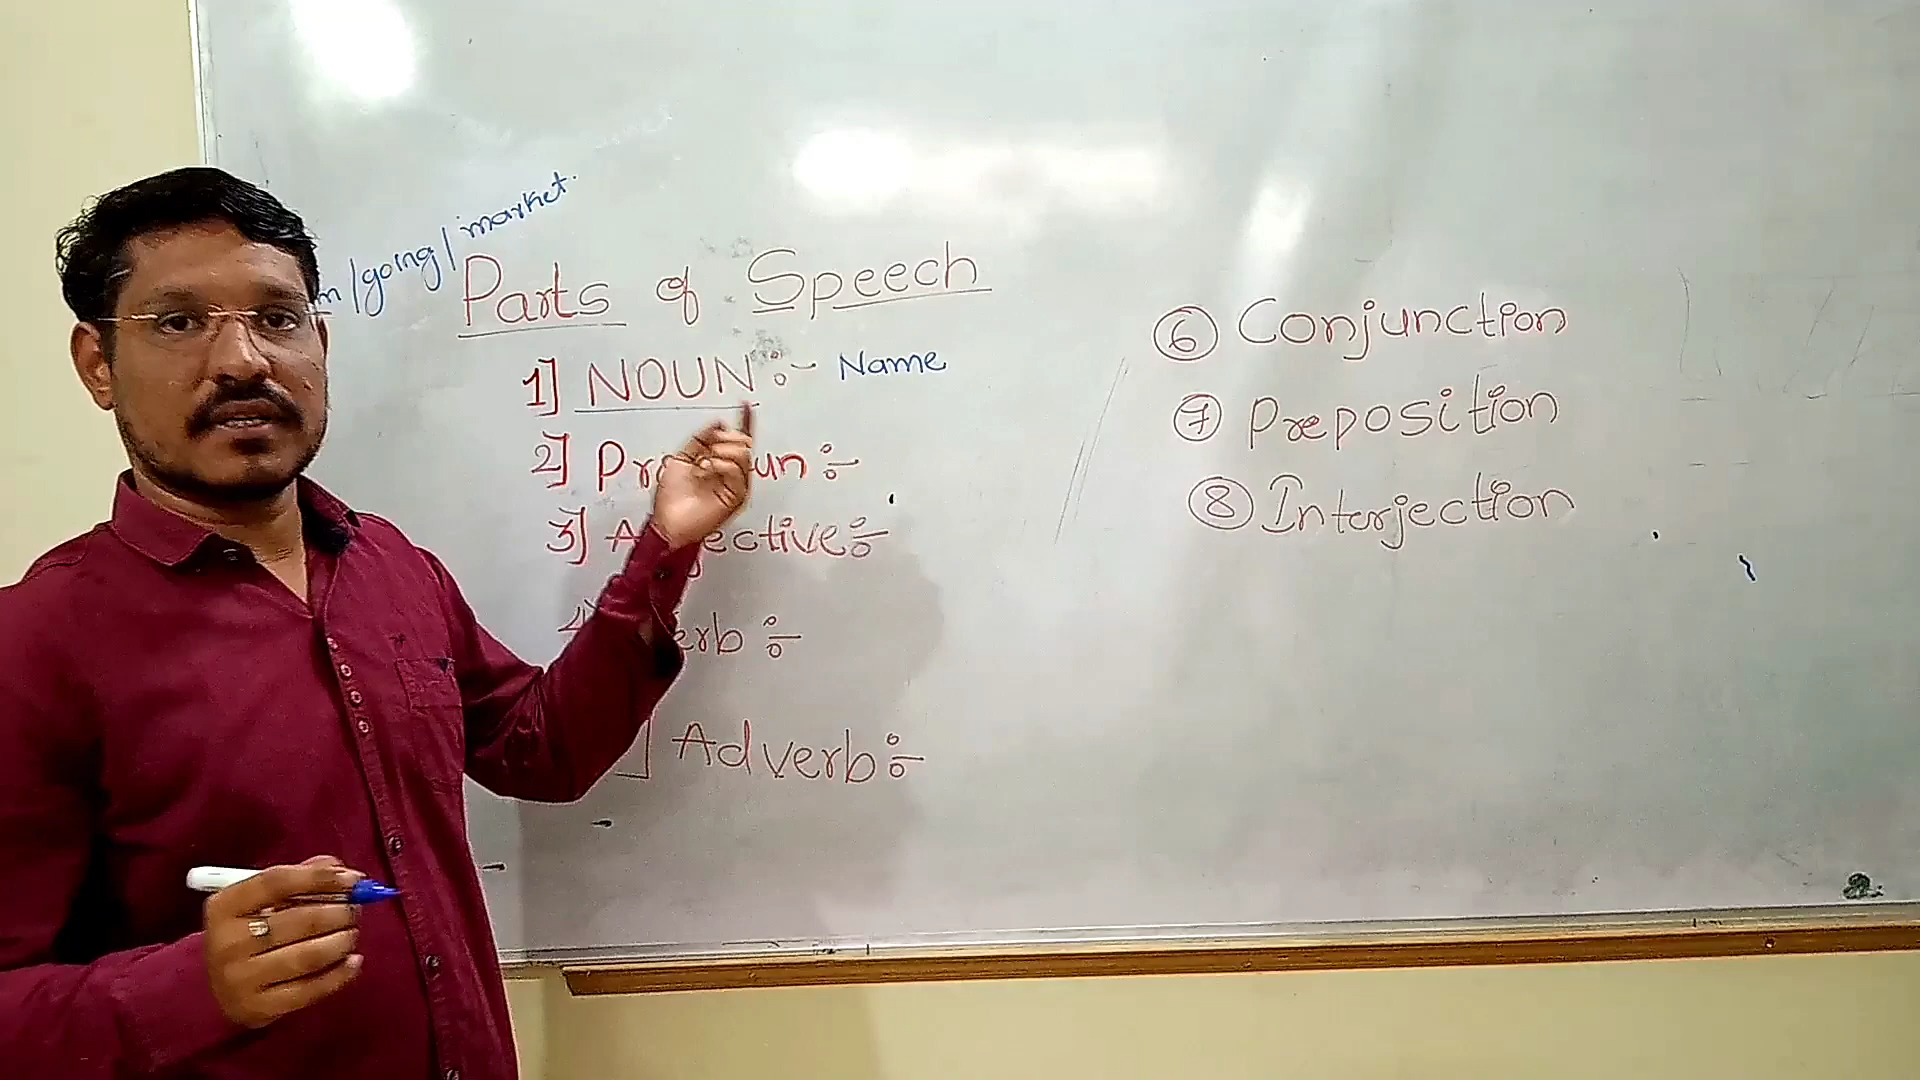 /going/ market.
Parts of Speech
1] NOUN :- Name
2] Pronoun :-
3] Adjective :-
4] Verb :-
] Adverb :-
⑥ Conjunction
⑦ Preposition
⑧ Interjection